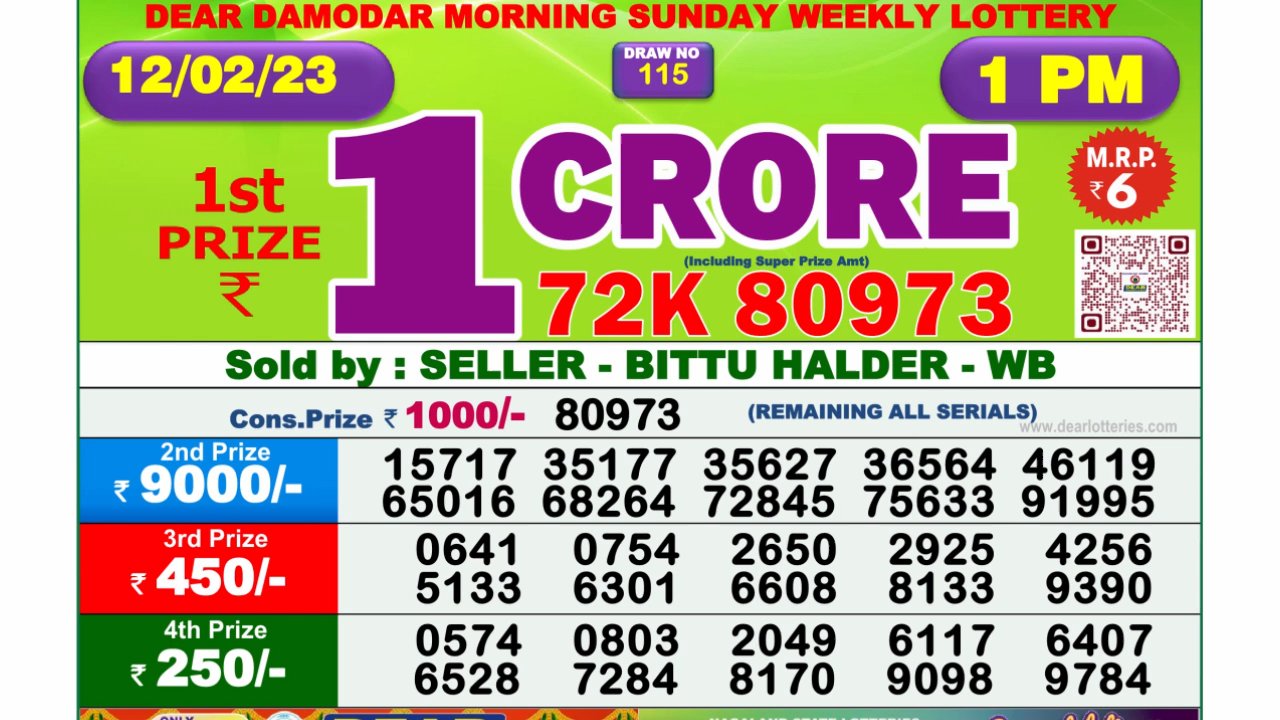 DEAR DAMODAR MORNING SUNDAY WEEKLY LOTTERY
12/02/23
DRAW NO
115
1 PM
1st
PRIZE
₹
1 CRORE
(Including Super Prize Amt)
72K 80973
M.R.P.
₹6
Sold by : SELLER - BITTU HALDER - WB
Cons.Prize ₹ 1000/- 80973 (REMAINING ALL SERIALS)
www.dearlotteries.com
2nd Prize
₹ 9000/-
15717 35177 35627 36564 46119
65016 68264 72845 75633 91995
3rd Prize
₹ 450/-
0641 0754 2650 2925 4256
5133 6301 6608 8133 9390
4th Prize
₹ 250/-
0574 0803 2049 6117 6407
6528 7284 8170 9098 9784